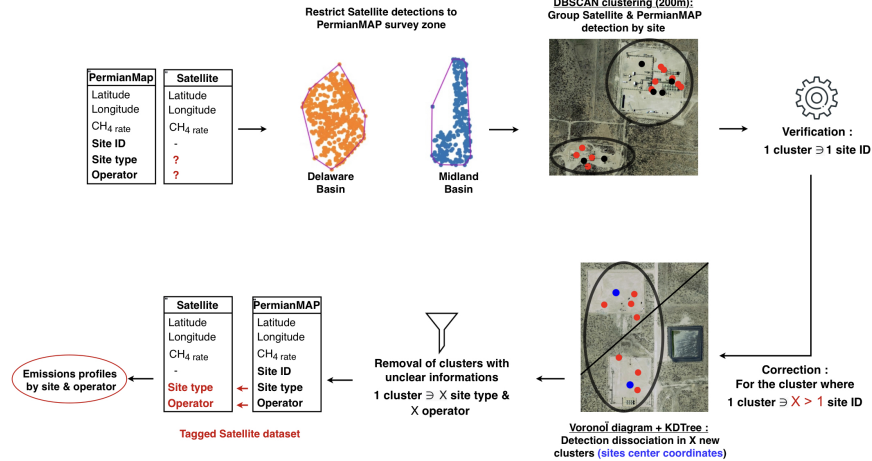 Restrict Satellite detections to
PermianMAP survey zone
DBSCAN clustering (200m):
Group Satellite & PermianMAP
detection by site
PermianMap
Latitude
Longitude
CH4 rate
Site ID
Site type
Operator
Satellite
Latitude
Longitude
CH4 rate
-
?
?
Delaware
Basin
Midland
Basin
Verification :
1 cluster ∋ 1 site ID
Correction :
For the cluster where
1 cluster ∋ X > 1 site ID
Voronoï diagram + KDTree :
Detection dissociation in X new
clusters (sites center coordinates)
Removal of clusters with
unclear informations
1 cluster ∋ X site type &
X operator
Satellite
Latitude
Longitude
CH4 rate
-
Site type
Operator
PermianMAP
Latitude
Longitude
CH4 rate
Site ID
Site type
Operator
Tagged Satellite dataset
Emissions profiles
by site & operator